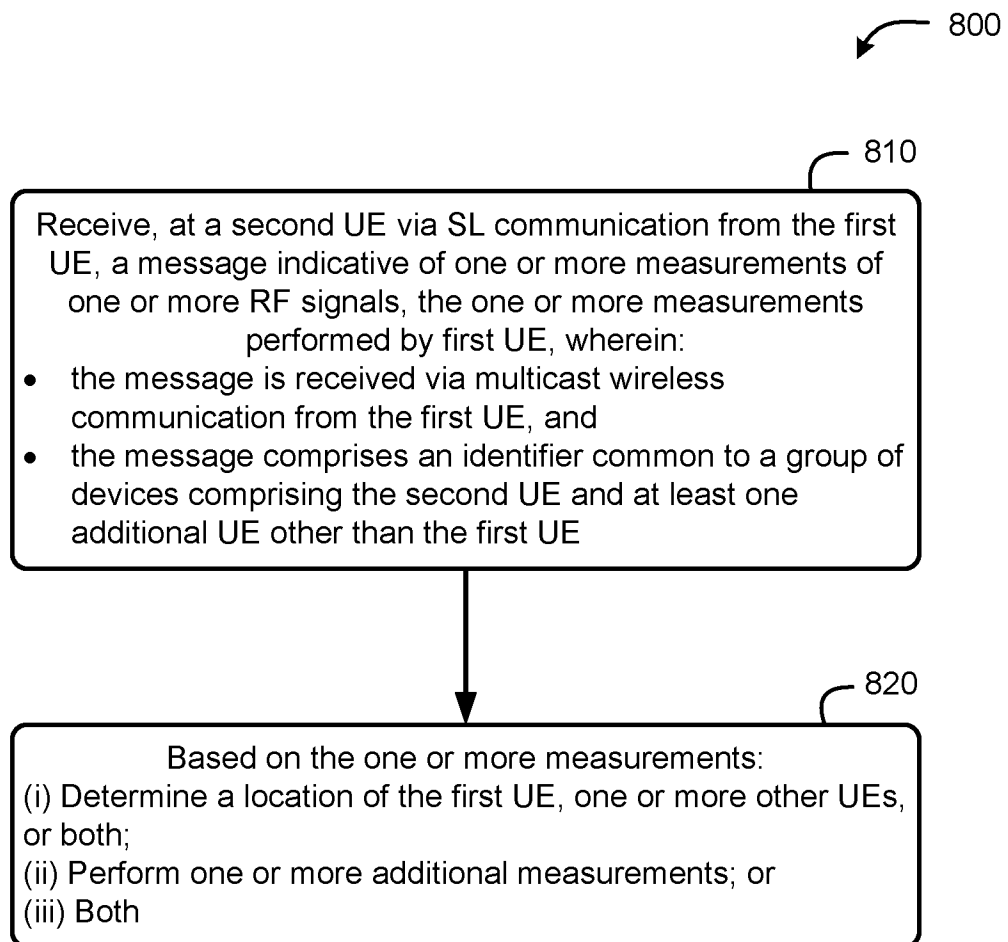 800
810
Receive, at a second UE via SL communication from the first
UE, a message indicative of one or more measurements of
one or more RF signals, the one or more measurements
performed by first UE, wherein:
• the message is received via multicast wireless
communication from the first UE, and
• the message comprises an identifier common to a group of
devices comprising the second UE and at least one
additional UE other than the first UE
820
Based on the one or more measurements:
(i) Determine a location of the first UE, one or more other UEs,
or both;
(ii) Perform one or more additional measurements; or
(iii) Both